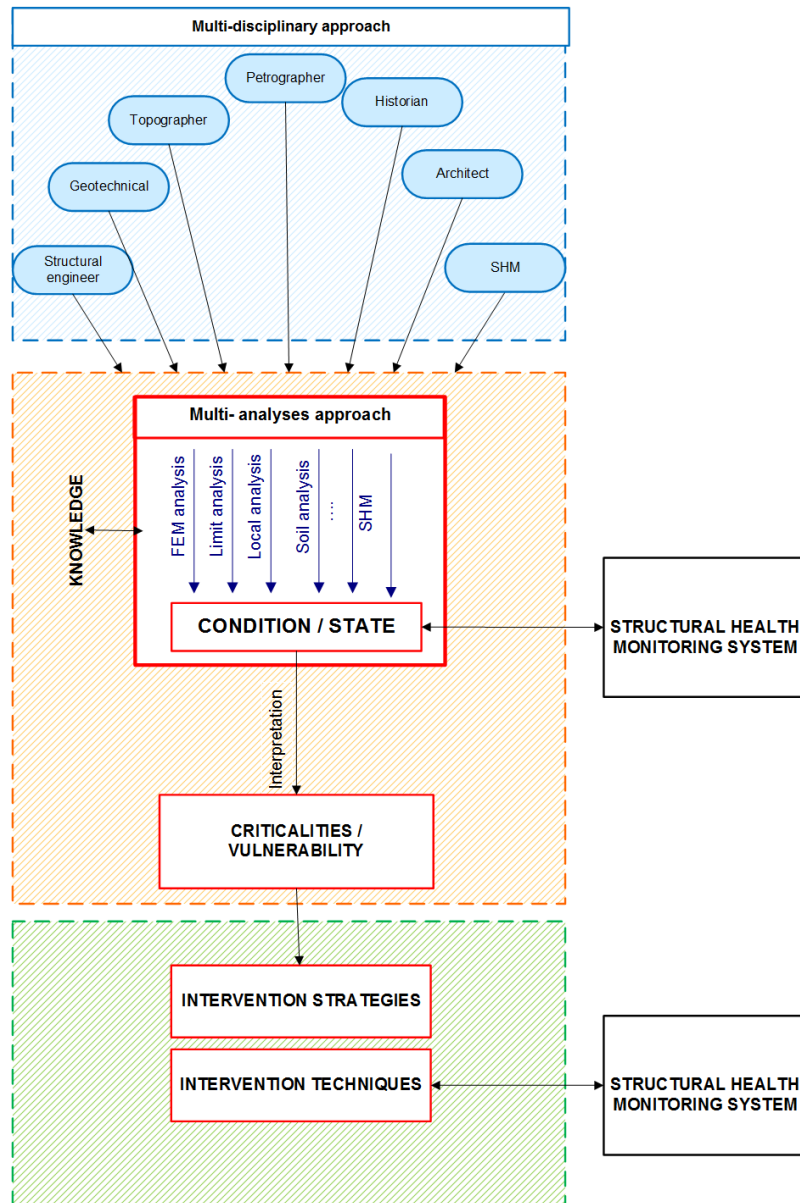 Multi-disciplinary approach
Petrographer
Historian
Topographer
Architect
Geotechnical
Structural
engineer
SHM
Multi- analyses approach
KNOWLEDGE
FEM analysis
Limit analysis
Local analysis
Soil analysis
....
SHM
CONDITION / STATE
STRUCTURAL HEALTH
MONITORING SYSTEM
Interpretation
CRITICALITIES /
VULNERABILITY
INTERVENTION STRATEGIES
INTERVENTION TECHNIQUES
STRUCTURAL HEALTH
MONITORING SYSTEM